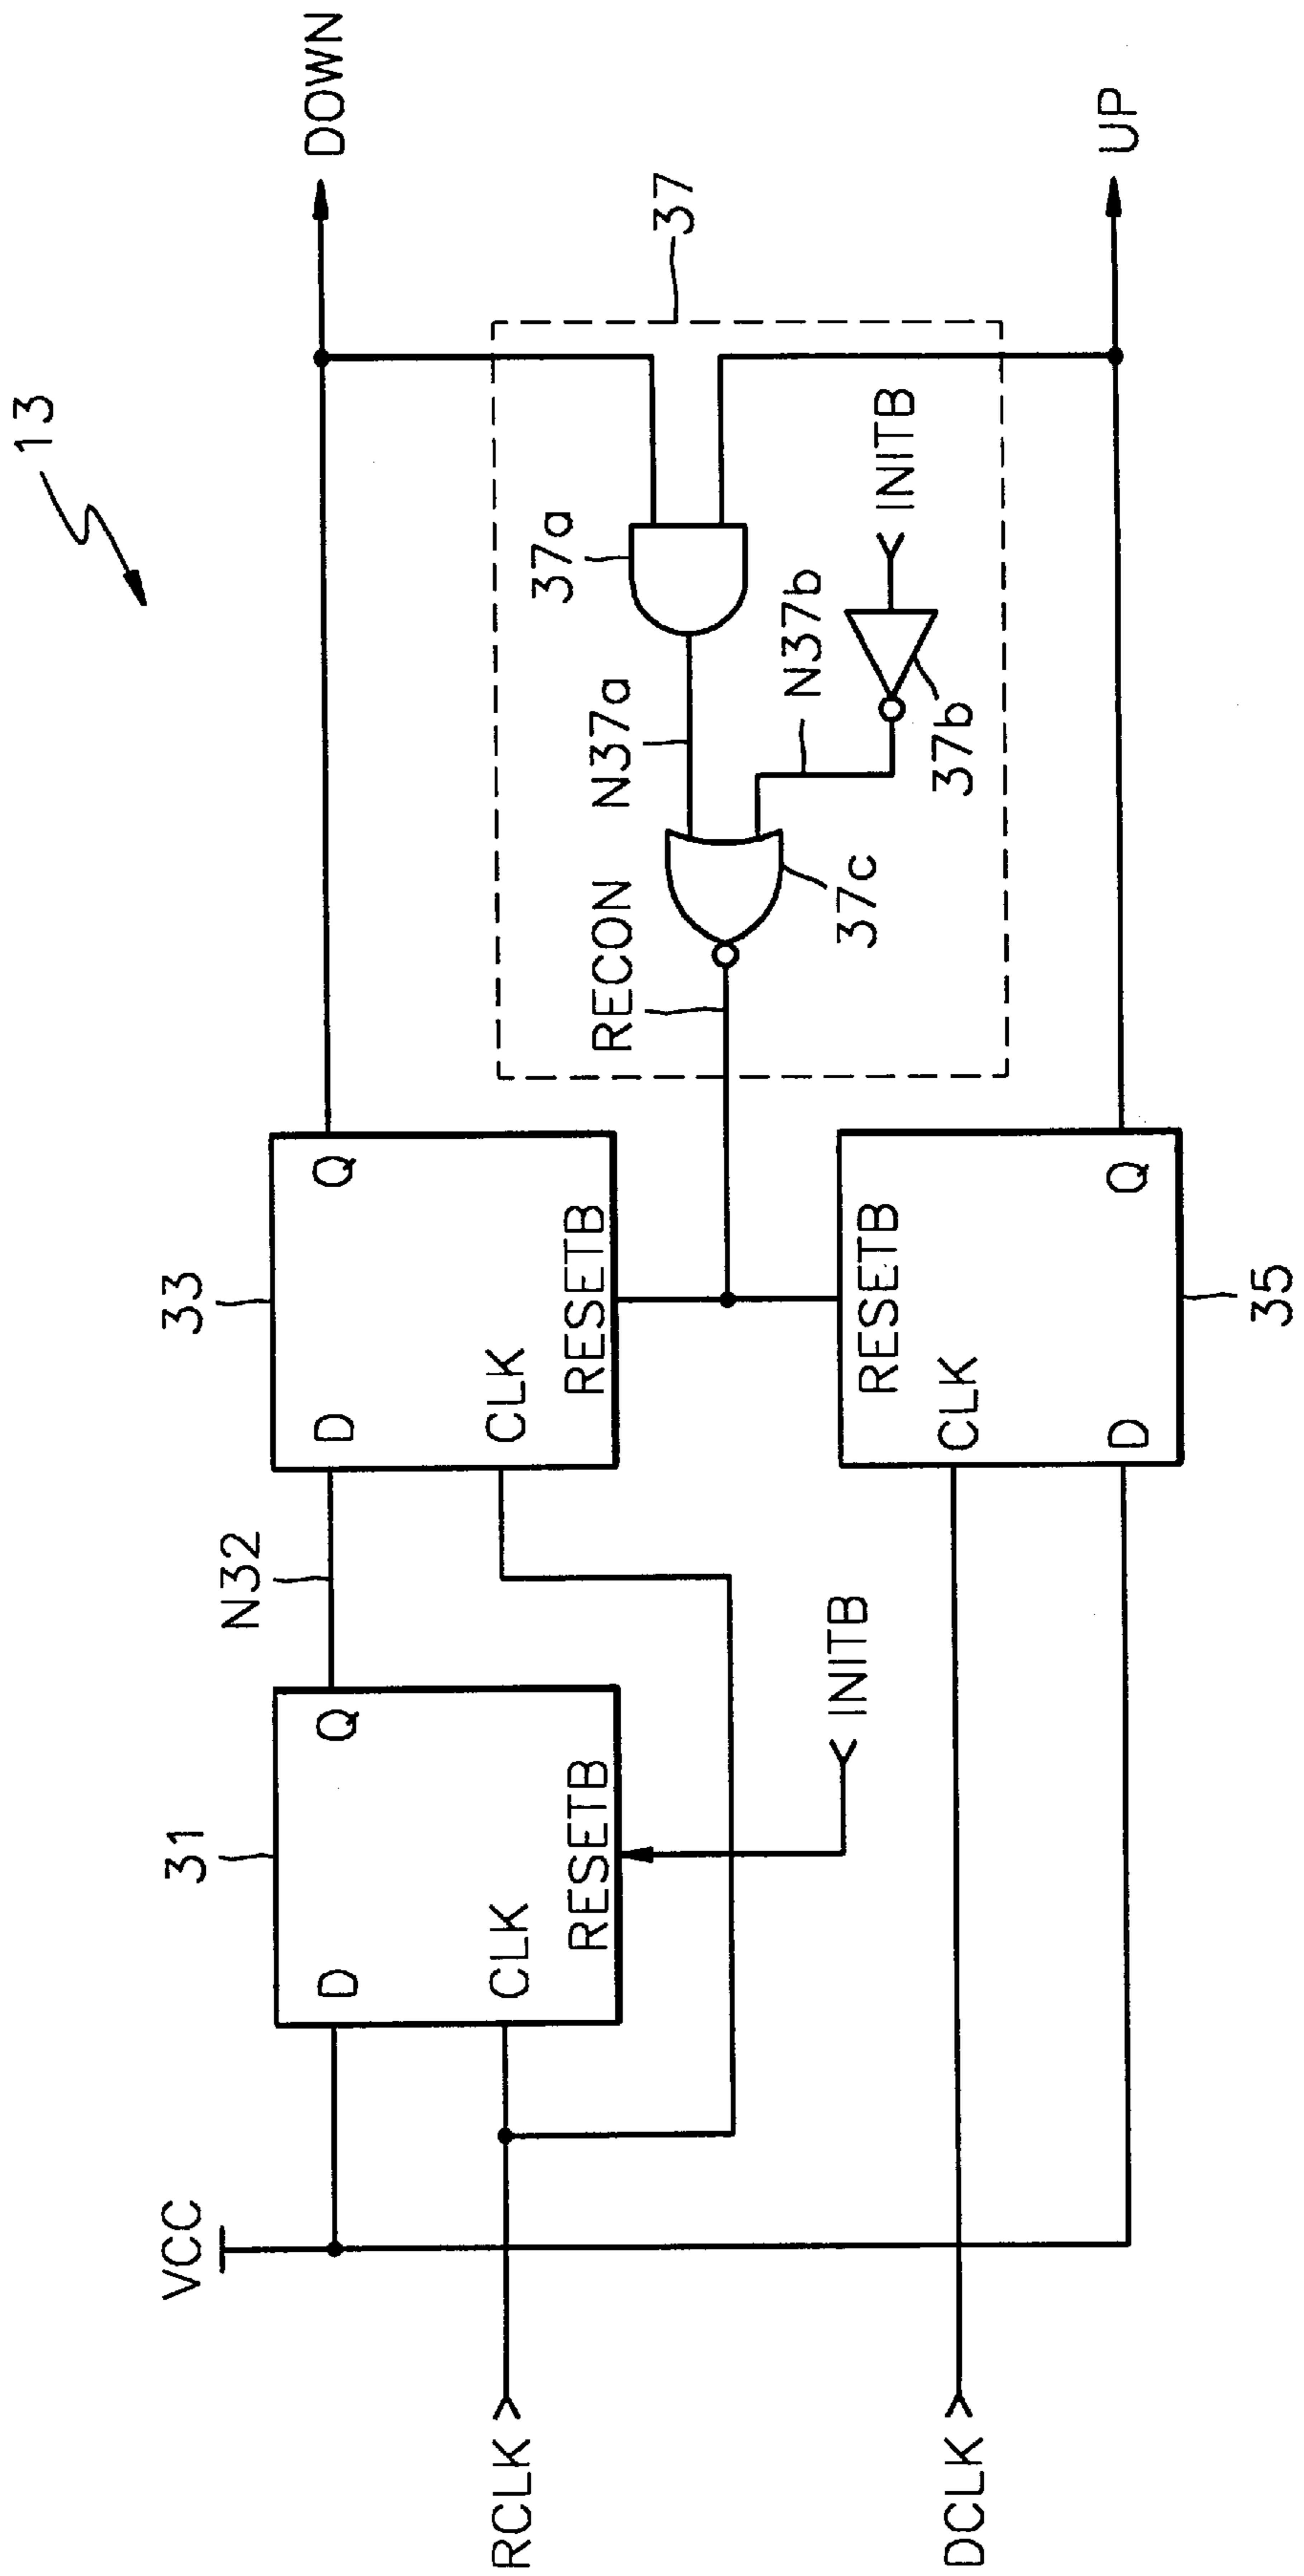 13
VCC
31
D
Q
CLK
RESETB
N32
33
D
Q
CLK
RESETB
DOWN
RCLK
INITB
RECON
N37a
37a
37
37c
N37b
37b
INITB
DCLK
RESETB
CLK
D
Q
35
UP